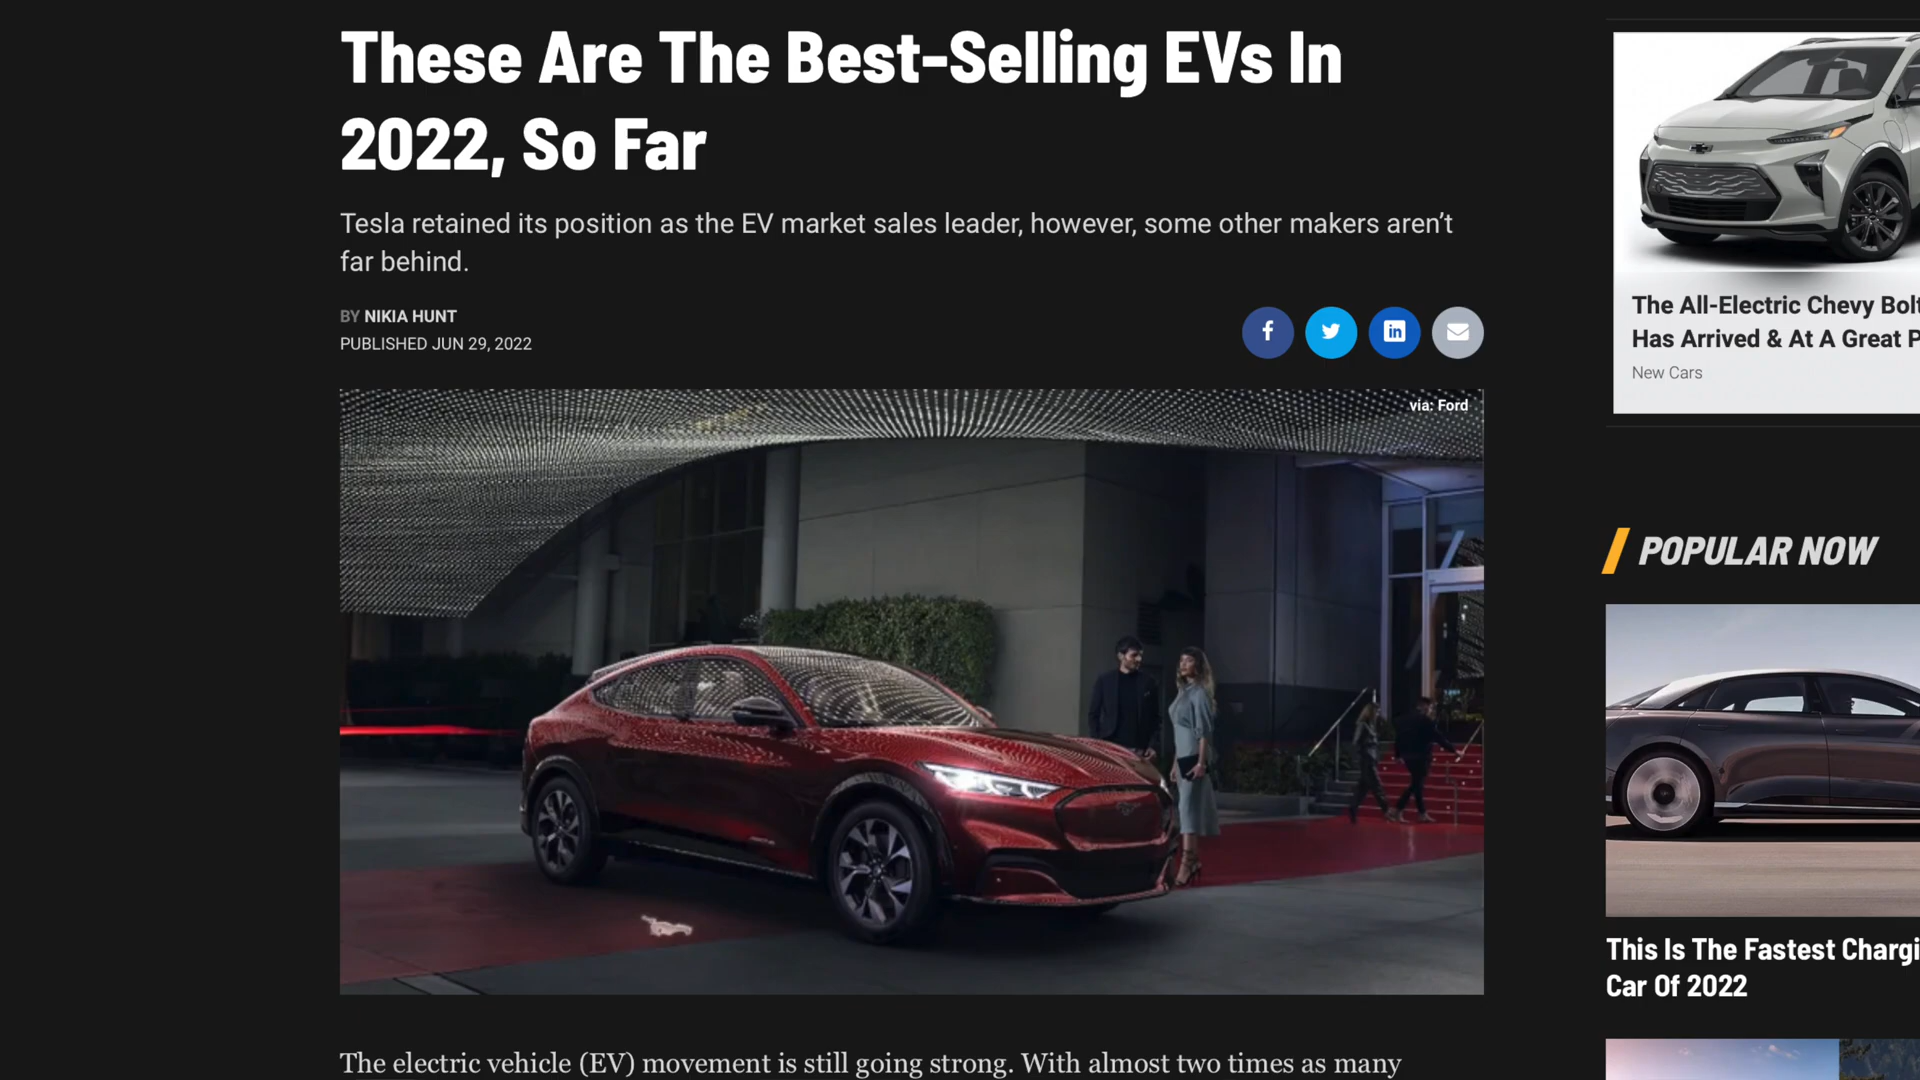 These Are The Best-Selling EVs In
2022, So Far
Tesla retained its position as the EV market sales leader, however, some other makers aren’t
far behind.
BY NIKIA HUNT
PUBLISHED JUN 29, 2022
via: Ford
The electric vehicle (EV) movement is still going strong. With almost two times as many
The All-Electric Chevy Bolt
Has Arrived & At A Great P
New Cars
POPULAR NOW
This Is The Fastest Chargi
Car Of 2022